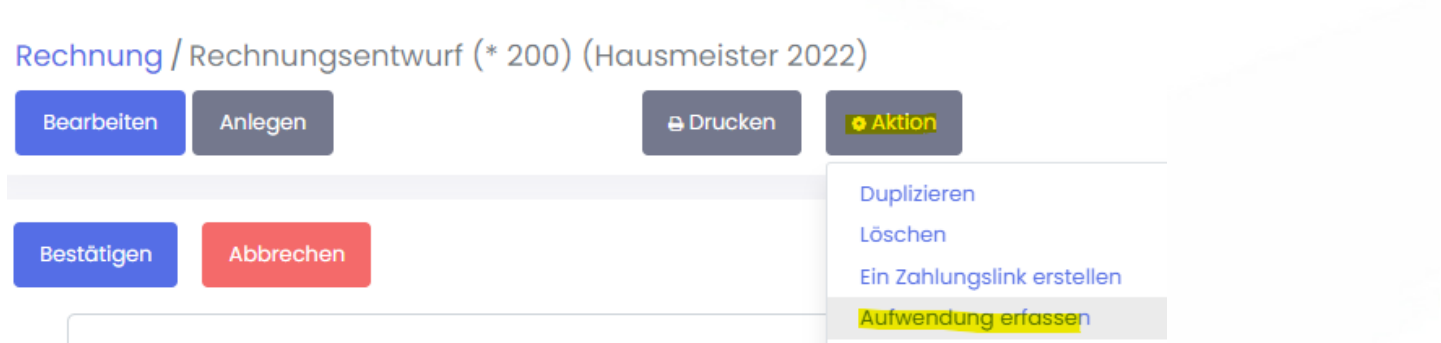 Rechnung / Rechnungsentwurf (* 200) (Hausmeister 2022)
Bearbeiten Anlegen Drucken Aktion
Duplizieren
Löschen
Bestätigen Abbrechen
Ein Zahlungslink erstellen
Aufwendung erfassen